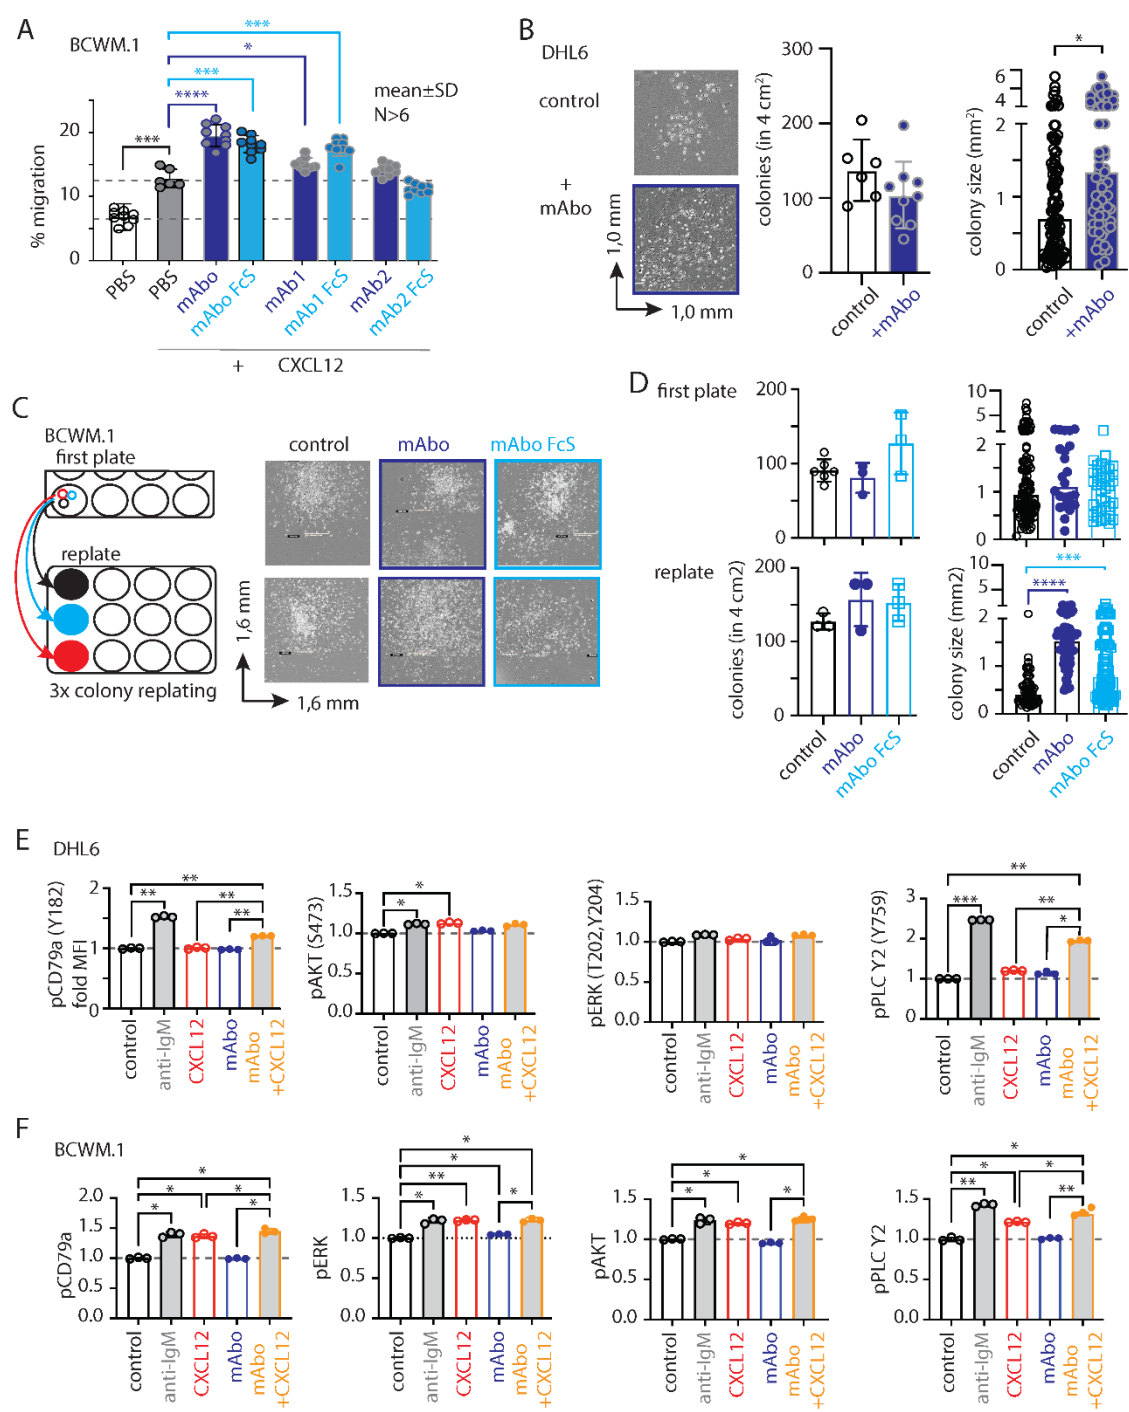 A
BCWM.1
***
*
***
****
***
mean±SD
N>6
% migration
20
10
0
PBS
PBS
mAbo
mAbo FcS
mAb1
mAb1 FcS
mAb2
mAb2 FcS
+ CXCL12
B
DHL6
control
+
mAbo
1,0 mm
1,0 mm
colonies (in 4 cm²)
300
200
100
0
control
+mAbo
*
colony size (mm²)
6
4
2
1
0
control
+mAbo
C
BCWM.1
first plate
replate
3x colony replating
control
mAbo
mAbo FcS
1,6 mm
1,6 mm
D
first plate
200
100
0
10
5
2
1
0
replate
colonies (in 4 cm2)
200
100
0
control
mAbo
mAbo FcS
***
****
colony size (mm2)
10
5
2
1
0
control
mAbo
mAbo FcS
E
DHL6
pCD79a (Y182)
fold MFI
2
1
0
**
**
**
**
control
anti-IgM
CXCL12
mAbo
mAbo
+CXCL12
pAKT (S473)
1.5
1.0
0.5
0.0
*
*
control
anti-IgM
CXCL12
mAbo
mAbo
+CXCL12
pERK (T202,Y204)
1.5
1.0
0.5
0.0
control
anti-IgM
CXCL12
mAbo
mAbo
+CXCL12
pPLC Y2 (Y759)
3
2
1
0
**
***
**
*
control
anti-IgM
CXCL12
mAbo
mAbo
+CXCL12
F
BCWM.1
pCD79a
2.0
1.5
1.0
0.5
0.0
*
*
*
*
*
control
anti-IgM
CXCL12
mAbo
mAbo
+CXCL12
pERK
1.5
1.0
0.5
0.0
*
*
**
*
*
control
anti-IgM
CXCL12
mAbo
mAbo
+CXCL12
pAKT
1.5
1.0
0.5
0.0
*
*
*
*
control
anti-IgM
CXCL12
mAbo
mAbo
+CXCL12
pPLC Y2
1.5
1.0
0.5
0.0
*
*
*
**
**
control
anti-IgM
CXCL12
mAbo
mAbo
+CXCL12